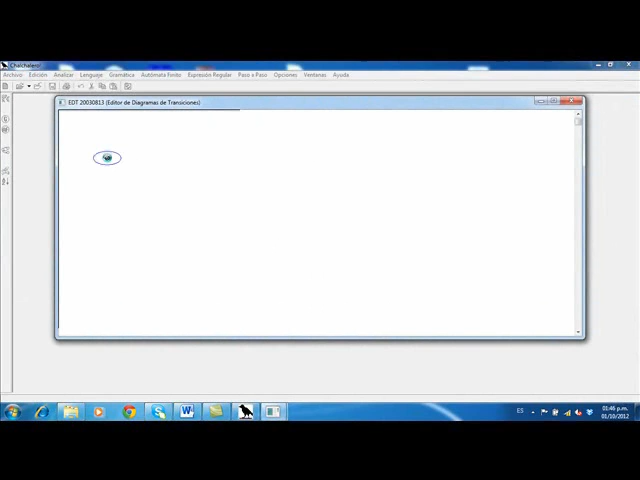 Chalchalero
Archivo Edición Analizar Lenguaje Gramática Autómata finito Expresión Regular Paso a Paso Opciones Ventanas Ayuda
EDT 20030813 (Editor de Diagramas de Transiciones)
ES
01:46 p.m.
01/10/2012